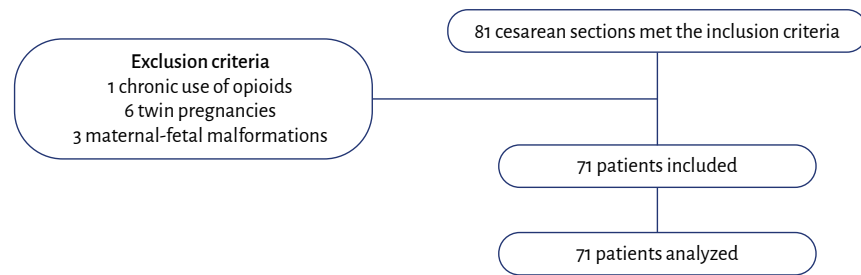 81 cesarean sections met the inclusion criteria
Exclusion criteria
1 chronic use of opioids
6 twin pregnancies
3 maternal-fetal malformations
71 patients included
71 patients analyzed